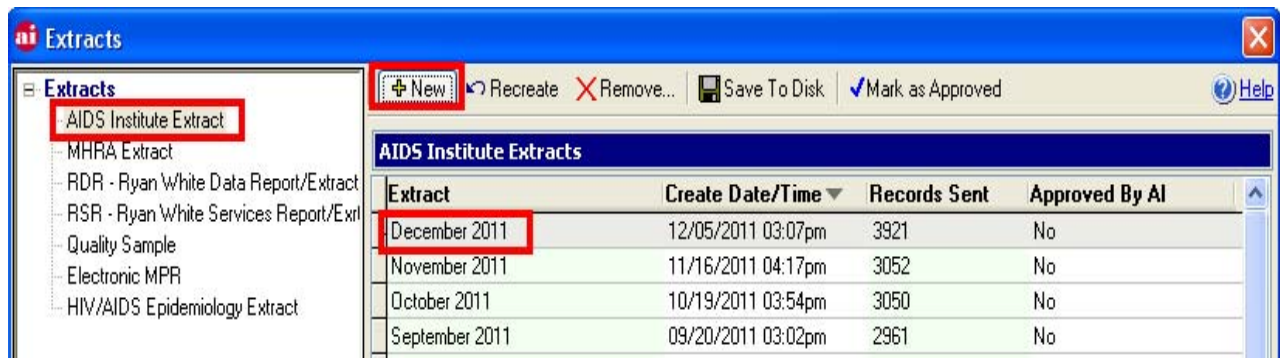 ai Extracts
Extracts
AIDS Institute Extract
MHRA Extract
RDR - Ryan White Data Report/Extract
RSR - Ryan White Services Report/Extr
Quality Sample
Electronic MPR
HIV/AIDS Epidemiology Extract
New Recreate Remove... Save To Disk Mark as Approved Help
AIDS Institute Extracts
Extract Create Date/Time Records Sent Approved By AI
December 2011 12/05/2011 03:07pm 3921 No
November 2011 11/16/2011 04:17pm 3052 No
October 2011 10/19/2011 03:54pm 3050 No
September 2011 09/20/2011 03:02pm 2961 No